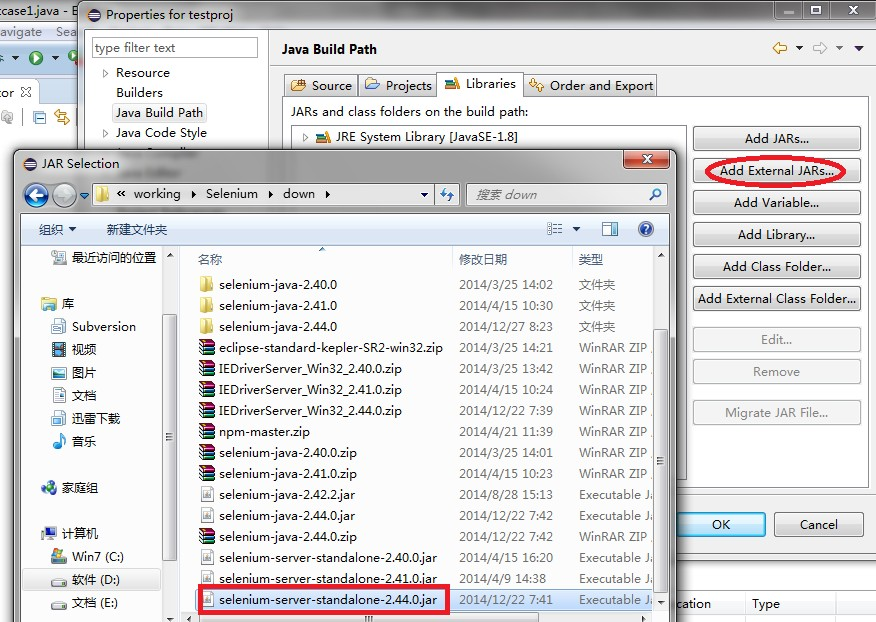 tcase1.java - E
Properties for testproj
avigate Sea
type filter text
Java Build Path
Resource
Builders
Java Build Path
Java Code Style
Source
Projects
Libraries
Order and Export
JARs and class folders on the build path:
JRE System Library [JavaSE-1.8]
Add JARs...
Add External JARs...
Add Variable...
Add Library...
Add Class Folder...
Add External Class Folder...
Edit...
Remove
Migrate JAR File...
OK
Cancel
JAR Selection
« working
Selenium
down
搜索 down
组织
新建文件夹
最近访问的位置
库
Subversion
视频
图片
文档
迅雷下载
音乐
家庭组
计算机
Win7 (C:)
软件 (D:)
文档 (E:)
名称 修改日期 类型
selenium-java-2.40.0 2014/3/25 14:02 文件夹
selenium-java-2.41.0 2014/4/15 10:30 文件夹
selenium-java-2.44.0 2014/12/27 8:23 文件夹
eclipse-standard-kepler-SR2-win32.zip 2014/3/25 14:21 WinRAR ZIP
IEDriverServer_Win32_2.40.0.zip 2014/3/25 13:42 WinRAR ZIP
IEDriverServer_Win32_2.41.0.zip 2014/4/15 10:24 WinRAR ZIP
IEDriverServer_Win32_2.44.0.zip 2014/12/22 7:39 WinRAR ZIP
npm-master.zip 2014/4/21 11:39 WinRAR ZIP
selenium-java-2.40.0.zip 2014/3/25 14:01 WinRAR ZIP
selenium-java-2.41.0.zip 2014/4/15 10:23 WinRAR ZIP
selenium-java-2.42.2.jar 2014/8/28 15:13 Executable Ja
selenium-java-2.44.0.jar 2014/12/22 7:42 Executable Ja
selenium-java-2.44.0.zip 2014/12/22 7:42 WinRAR ZIP
selenium-server-standalone-2.40.0.jar 2014/4/15 16:20 Executable Ja
selenium-server-standalone-2.41.0.jar 2014/4/9 14:38 Executable Ja
selenium-server-standalone-2.44.0.jar 2014/12/22 7:41 Executable Ja
cation
Type